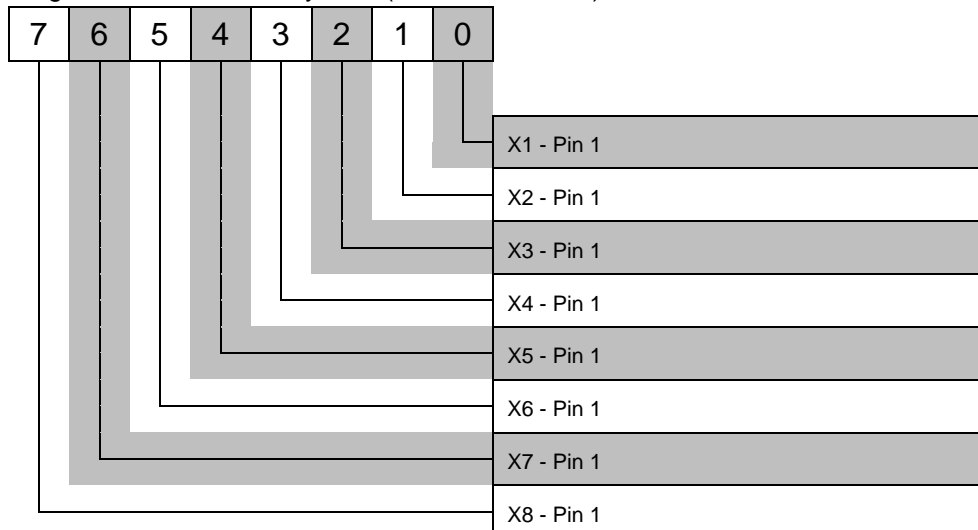 7 6 5 4 3 2 1 0
X1 - Pin 1
X2 - Pin 1
X3 - Pin 1
X4 - Pin 1
X5 - Pin 1
X6 - Pin 1
X7 - Pin 1
X8 - Pin 1